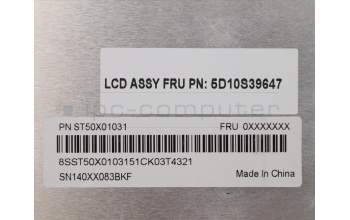 LCD ASSY FRU PN: 5D10S39647
ipc-computer
PN ST50X01031 FRU 0XXXXXXX
8SST50X0103151CK03T4321
SN140XX083BKF Made In China